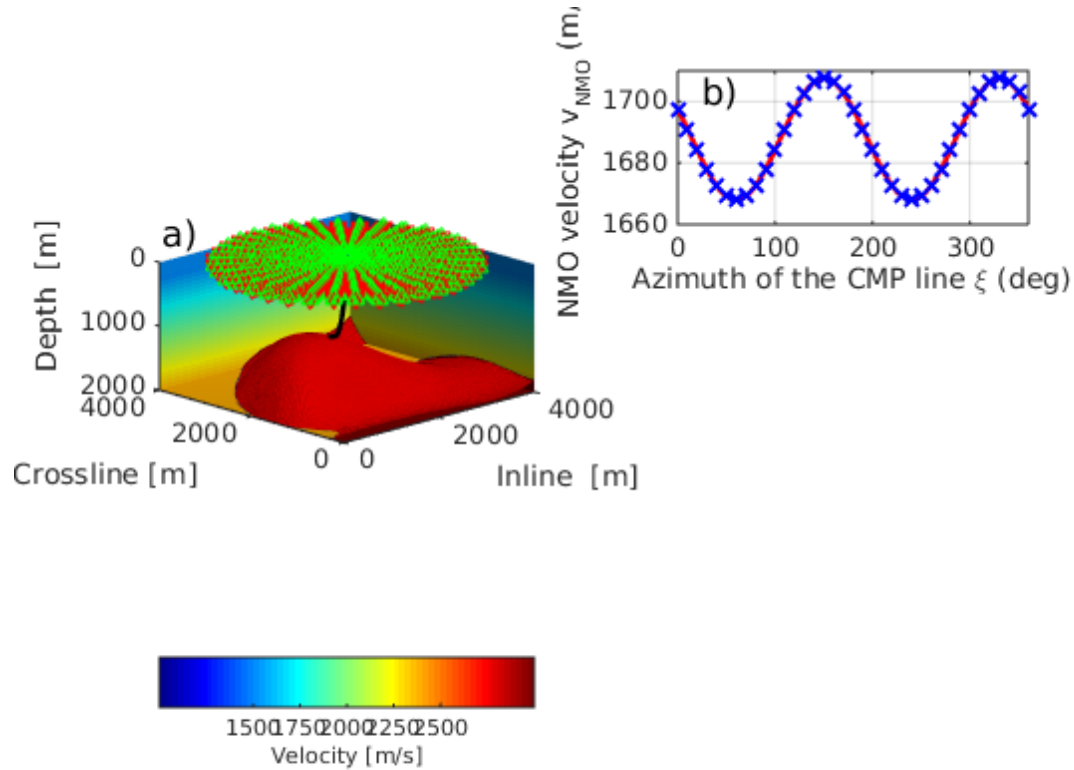 a)
Depth [m]
0
1000
2000
4000
2000
0
0
2000
4000
Crossline [m]
Inline [m]
b)
NMO velocity v_NMO (m
1700
1680
1660
0
100
200
300
Azimuth of the CMP line ξ (deg)
1500 1750 2000 2250 2500
Velocity [m/s]